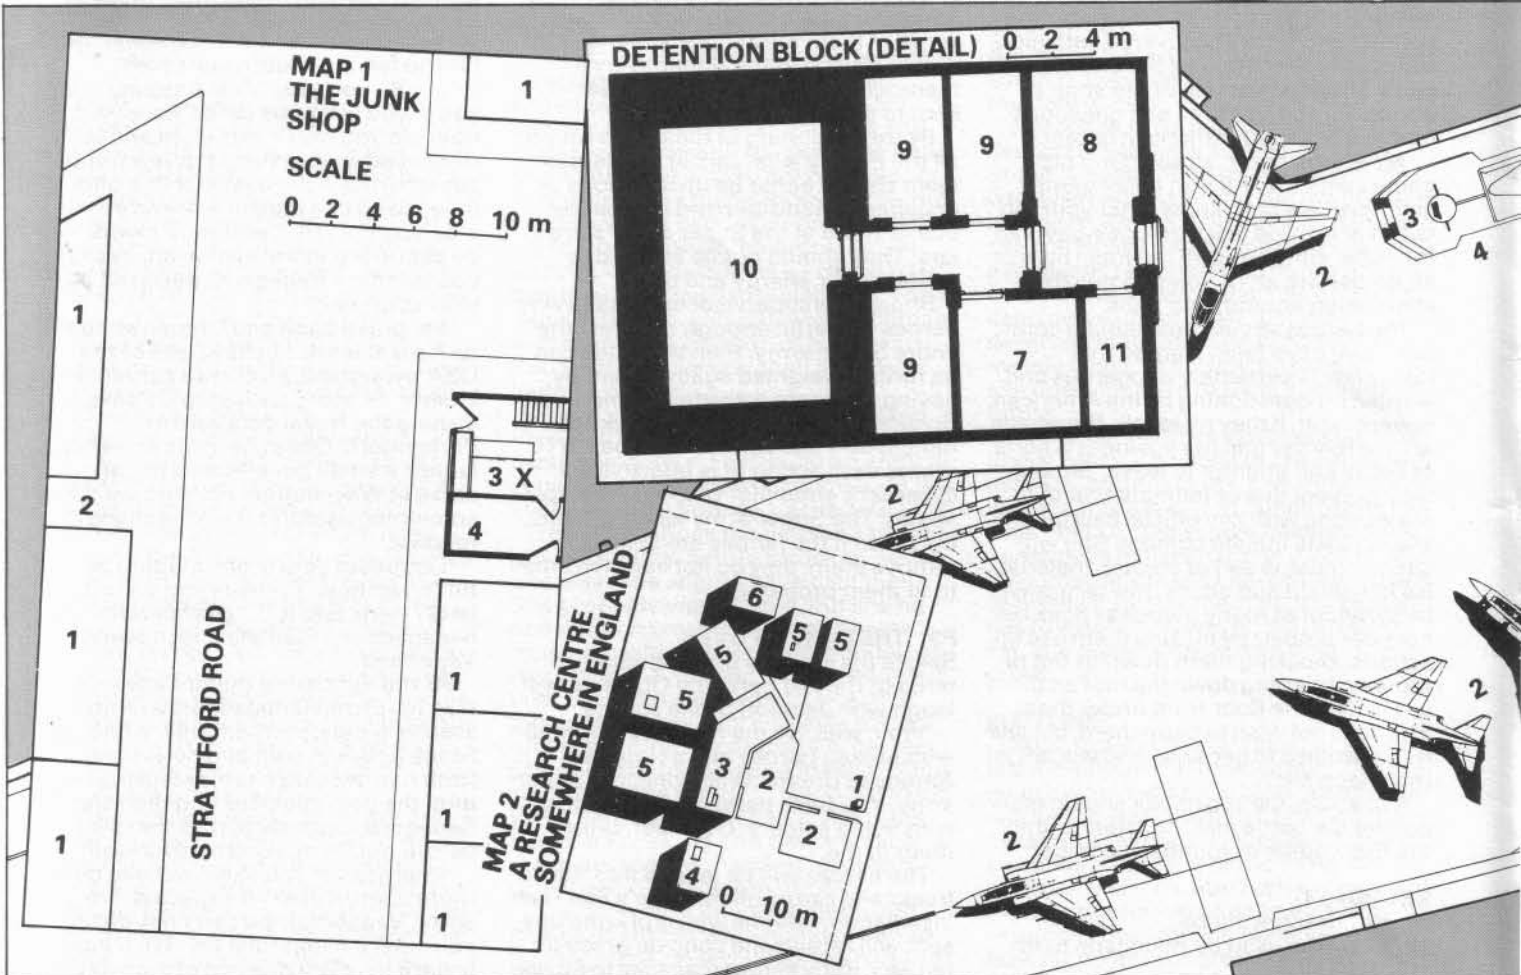 MAP 1
THE JUNK
SHOP
SCALE
0 2 4 6 8 10 m
1
1
2
1
1
1
1
1
3 X
4
STRATFORD ROAD
DETENTION BLOCK (DETAIL) 0 2 4 m
9
9
8
10
9
7
11
2
3
4
2
2
2
MAP 2
A RESEARCH CENTRE
SOMEWHERE IN ENGLAND
6
5
5
5
5
5
3
2
1
2
4
0 10 m